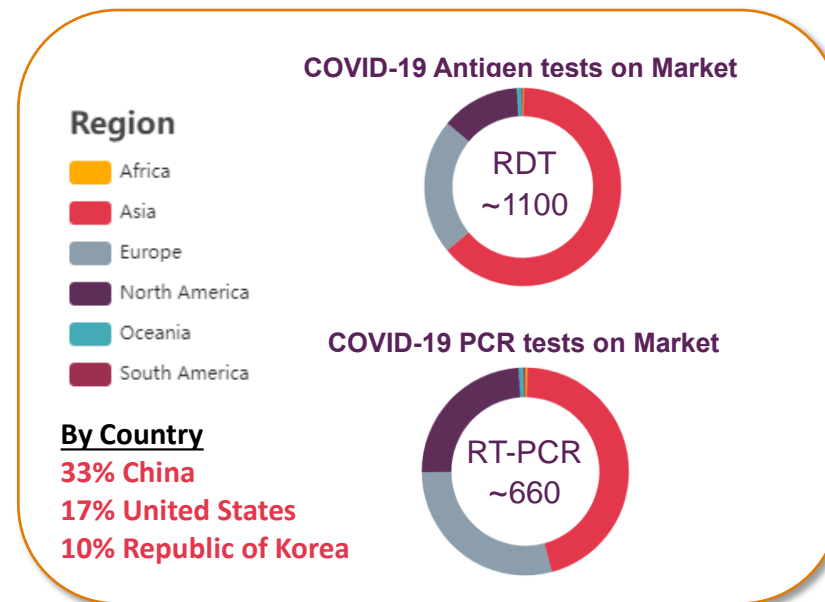 COVID-19 Antigen tests on Market
Region
Africa
Asia
Europe
North America
Oceania
South America
RDT
~1100
COVID-19 PCR tests on Market
RT-PCR
~660
By Country
33% China
17% United States
10% Republic of Korea